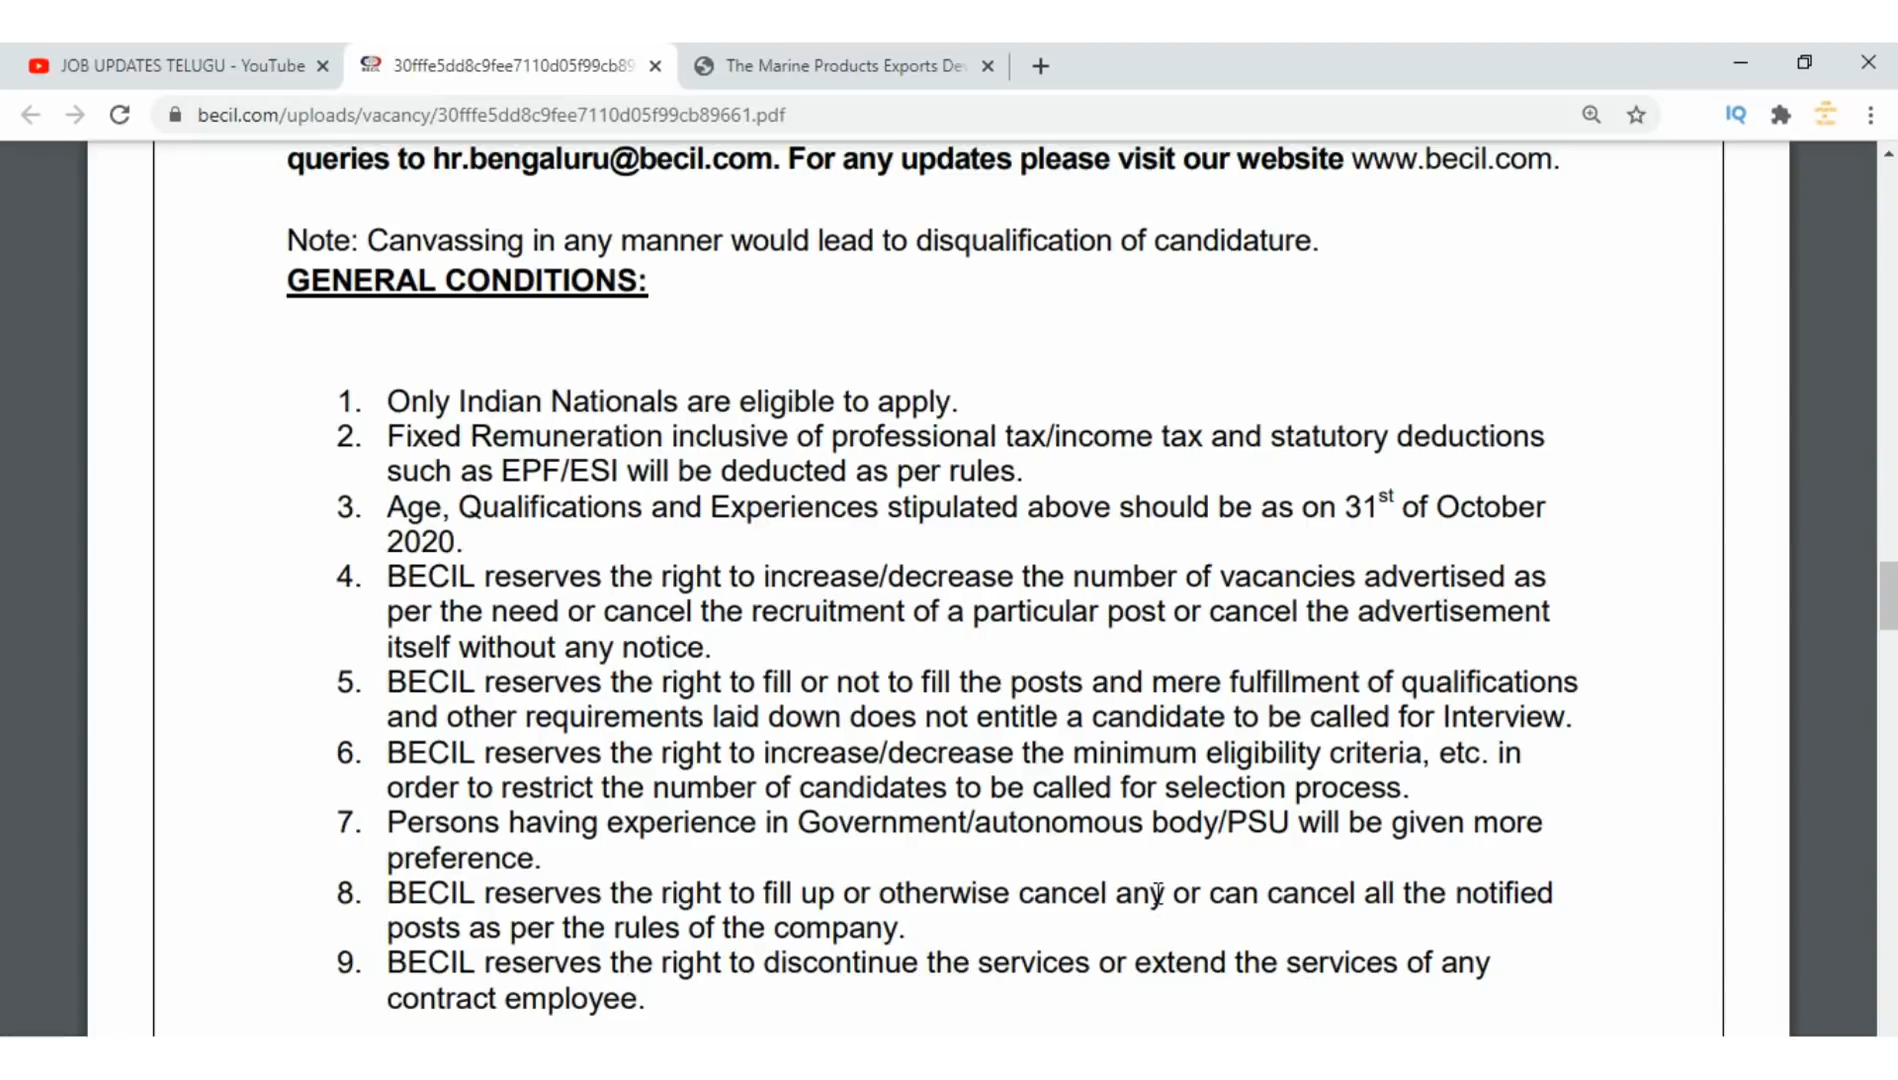 JOB UPDATES TELUGU - YouTube
30fffe5dd8c9fee7110d05f99cb89
The Marine Products Exports De
becil.com/uploads/vacancy/30fffe5dd8c9fee7110d05f99cb89661.pdf
IQ
queries to hr.bengaluru@becil.com. For any updates please visit our website www.becil.com.
Note: Canvassing in any manner would lead to disqualification of candidature.
GENERAL CONDITIONS:
1. Only Indian Nationals are eligible to apply.
2. Fixed Remuneration inclusive of professional tax/income tax and statutory deductions
such as EPF/ESI will be deducted as per rules.
3. Age, Qualifications and Experiences stipulated above should be as on 31st of October
2020.
4. BECIL reserves the right to increase/decrease the number of vacancies advertised as
per the need or cancel the recruitment of a particular post or cancel the advertisement
itself without any notice.
5. BECIL reserves the right to fill or not to fill the posts and mere fulfillment of qualifications
and other requirements laid down does not entitle a candidate to be called for Interview.
6. BECIL reserves the right to increase/decrease the minimum eligibility criteria, etc. in
order to restrict the number of candidates to be called for selection process.
7. Persons having experience in Government/autonomous body/PSU will be given more
preference.
8. BECIL reserves the right to fill up or otherwise cancel any or can cancel all the notified
posts as per the rules of the company.
9. BECIL reserves the right to discontinue the services or extend the services of any
contract employee.